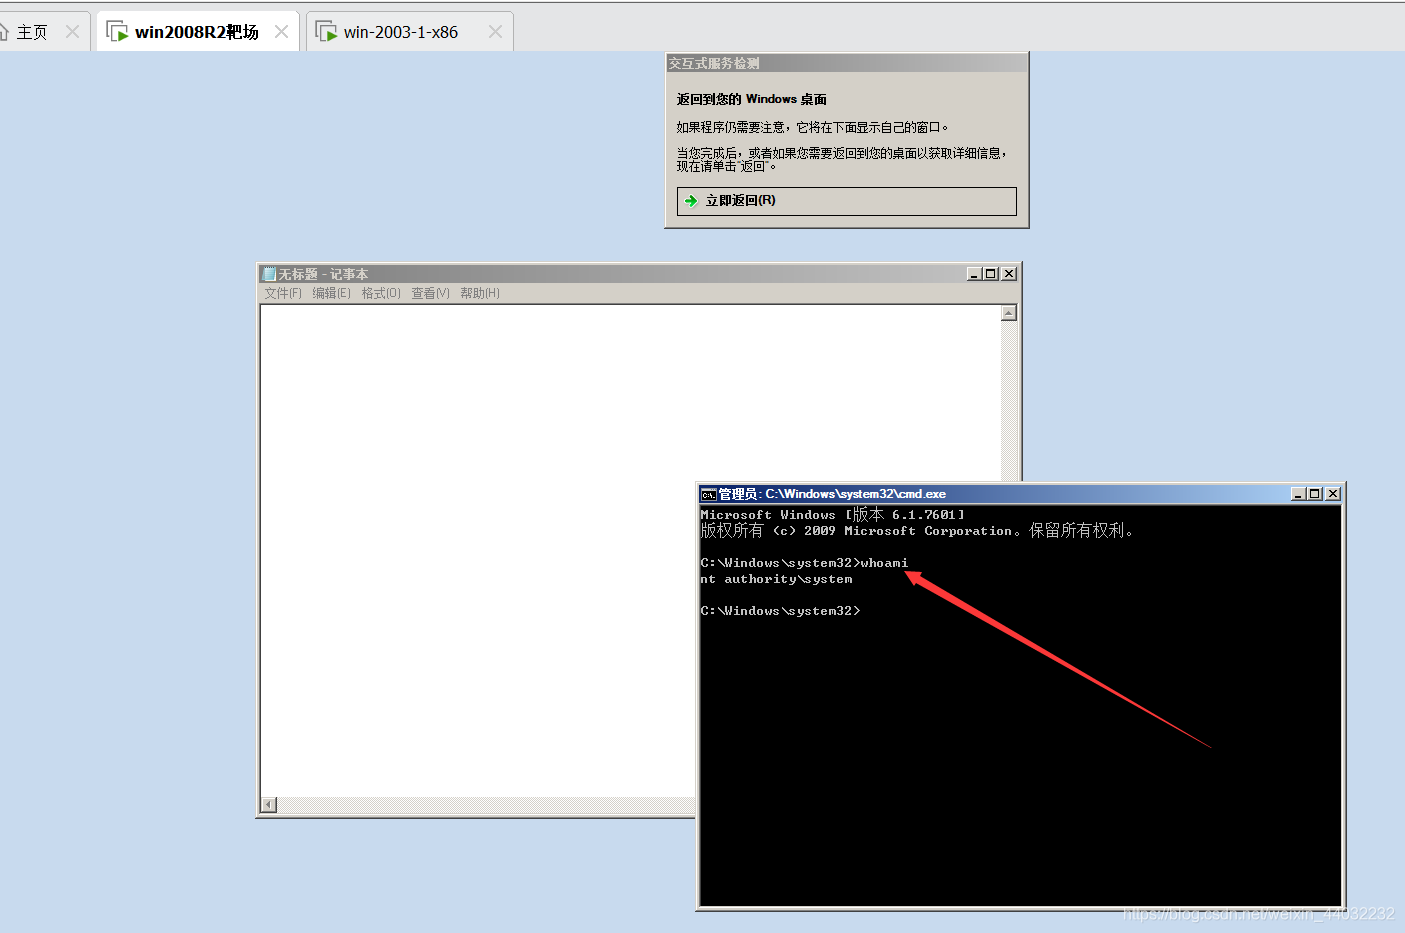 主页
win2008R2靶场
win-2003-1-x86
交互式服务检测
返回到您的 Windows 桌面
如果程序仍需要注意，它将在下面显示自己的窗口。
当您完成后，或者如果您需要返回到您的桌面以获取详细信息，
现在请单击"返回"。
立即返回(R)
无标题 - 记事本
文件(F) 编辑(E) 格式(O) 查看(V) 帮助(H)
管理员: C:\Windows\system32\cmd.exe
Microsoft Windows [版本 6.1.7601]
版权所有 (c) 2009 Microsoft Corporation。保留所有权利。
C:\Windows\system32>whoami
nt authority\system
C:\Windows\system32>
https://blog.csdn.net/weixin_44032232